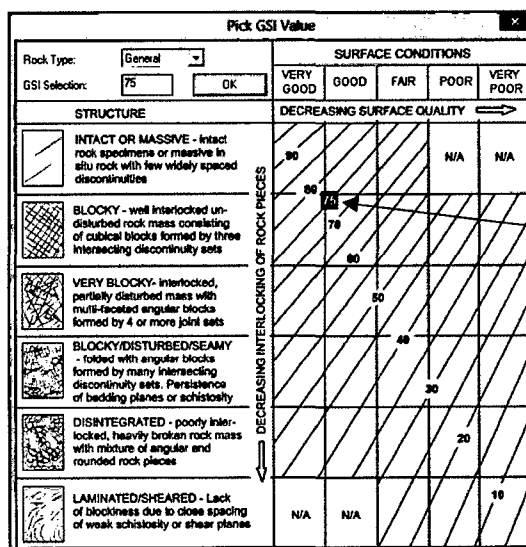 Pick GSI Value
×
Rock Type: General
GSI Selection: 75 OK
SURFACE CONDITIONS
VERY GOOD
GOOD
FAIR
POOR
VERY POOR
STRUCTURE
DECREASING SURFACE QUALITY
INTACT OR MASSIVE - intact
rock specimens or massive in
situ rock with few widely spaced
discontinuities
BLOCKY - well interlocked un-
disturbed rock mass consisting
of cubical blocks formed by three
intersecting discontinuity sets
VERY BLOCKY- interlocked,
partially disturbed mass with
multi-faceted angular blocks
formed by 4 or more joint sets
BLOCKY/DISTURBED/SEAMY
- folded with angular blocks
formed by many intersecting
discontinuity sets. Persistence
of bedding planes or schistosity
DISINTEGRATED - poorly inter-
locked, heavily broken rock mass
with mixture of angular and
rounded rock pieces
LAMINATED/SHEARED - Lack
of blockiness due to close spacing
of weak schistosity or shear planes
DECREASING INTERLOCKING OF ROCK PIECES
90
N/A
N/A
80
75
70
60
50
40
30
20
10
N/A
N/A